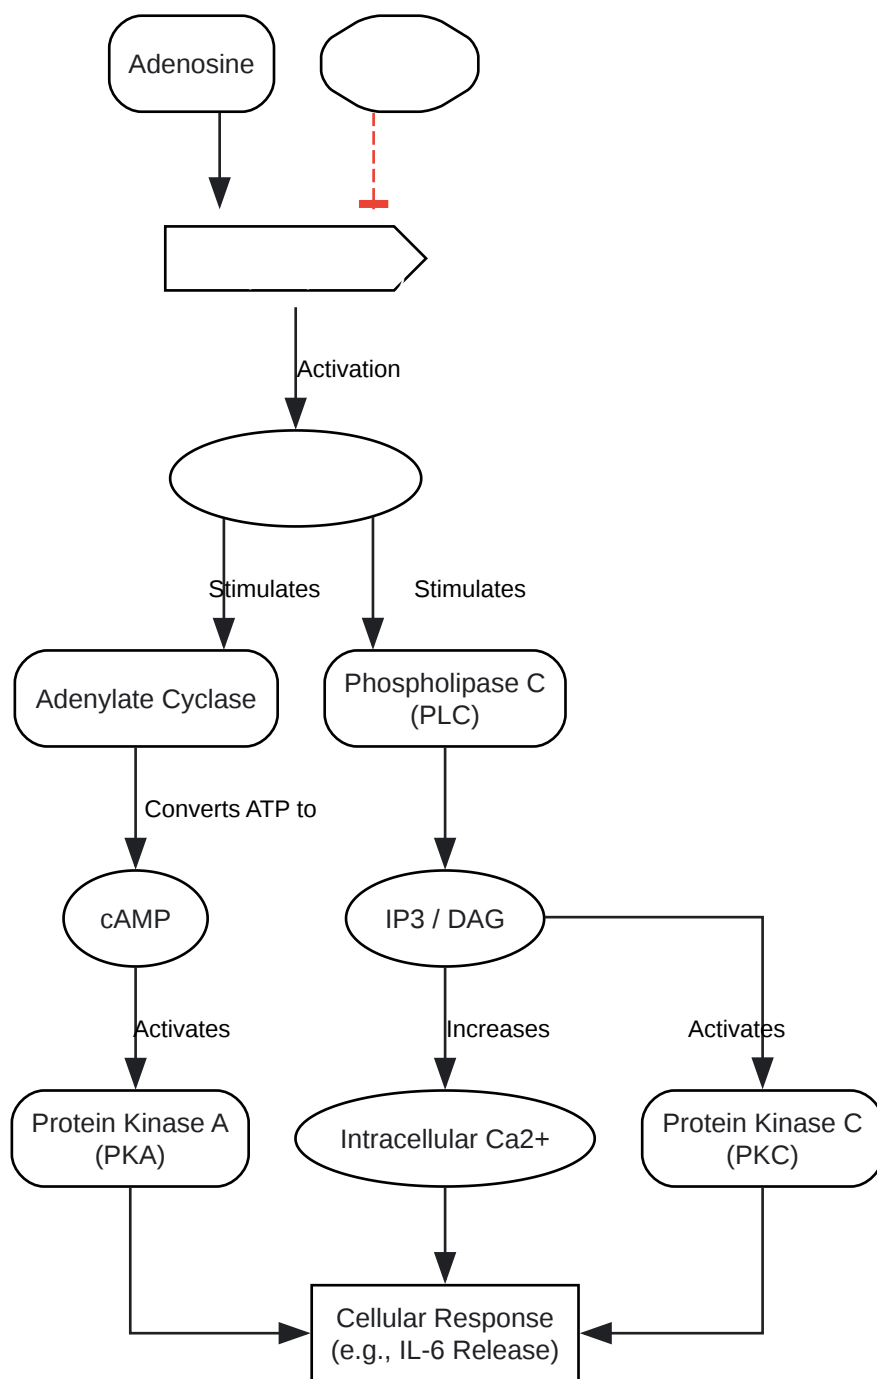 Adenosine
Activation
Stimulates
Stimulates
Adenylate Cyclase
Phospholipase C
(PLC)
Converts ATP to
cAMP
IP3 / DAG
Activates
Increases
Activates
Protein Kinase A
(PKA)
Intracellular Ca2+
Protein Kinase C
(PKC)
Cellular Response
(e.g., IL-6 Release)